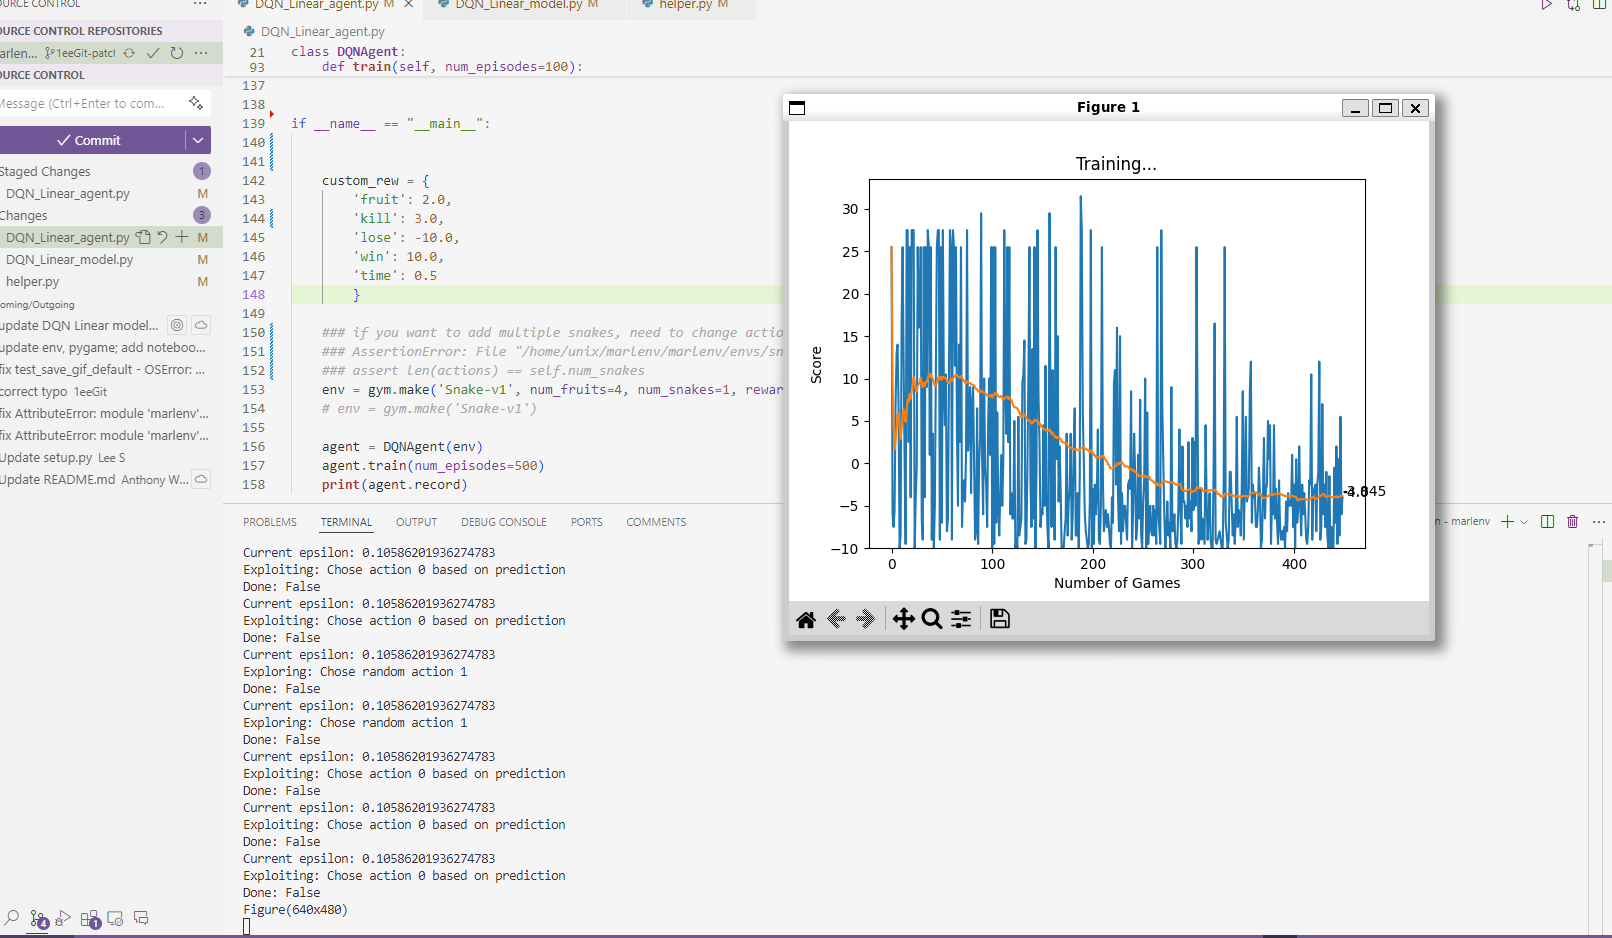 OURCE CONTROL
OURCE CONTROL REPOSITORIES
arlen... 1eeGit-patcl
OURCE CONTROL
Message (Ctrl+Enter to com...
Commit
Staged Changes 1
DQN_Linear_agent.py M
Changes 3
DQN_Linear_agent.py M
DQN_Linear_model.py M
helper.py M
oming/Outgoing
update DQN Linear model...
update env, pygame; add noteboo...
fix test_save_gif_default - OSError: ...
correct typo 1eeGit
fix AttributeError: module 'marlenv'...
fix AttributeError: module 'marlenv'...
Update setup.py Lee S
Update README.md Anthony W...
4
1
DQN_Linear_agent.py M
DQN_Linear_model.py M
helper.py M
DQN_Linear_agent.py
21 class DQNAgent:
93 def train(self, num_episodes=100):
137
138
139 if __name__ == "__main__":
140
141
142 custom_rew = {
143 'fruit': 2.0,
144 'kill': 3.0,
145 'lose': -10.0,
146 'win': 10.0,
147 'time': 0.5
148 }
149
150 ### if you want to add multiple snakes, need to change actio
151 ### AssertionError: File "/home/unix/marlenv/marlenv/envs/sn
152 ### assert len(actions) == self.num_snakes
153 env = gym.make('Snake-v1', num_fruits=4, num_snakes=1, rewar
154 # env = gym.make('Snake-v1')
155
156 agent = DQNAgent(env)
157 agent.train(num_episodes=500)
158 print(agent.record)
PROBLEMS TERMINAL OUTPUT DEBUG CONSOLE PORTS COMMENTS
n - marlenv
Current epsilon: 0.10586201936274783
Exploiting: Chose action 0 based on prediction
Done: False
Current epsilon: 0.10586201936274783
Exploiting: Chose action 0 based on prediction
Done: False
Current epsilon: 0.10586201936274783
Exploring: Chose random action 1
Done: False
Current epsilon: 0.10586201936274783
Exploring: Chose random action 1
Done: False
Current epsilon: 0.10586201936274783
Exploiting: Chose action 0 based on prediction
Done: False
Current epsilon: 0.10586201936274783
Exploiting: Chose action 0 based on prediction
Done: False
Current epsilon: 0.10586201936274783
Exploiting: Chose action 0 based on prediction
Done: False
Figure(640x480)
Figure 1
Training...
Score
30
25
20
15
10
5
0
−5
−10
0 100 200 300 400
Number of Games